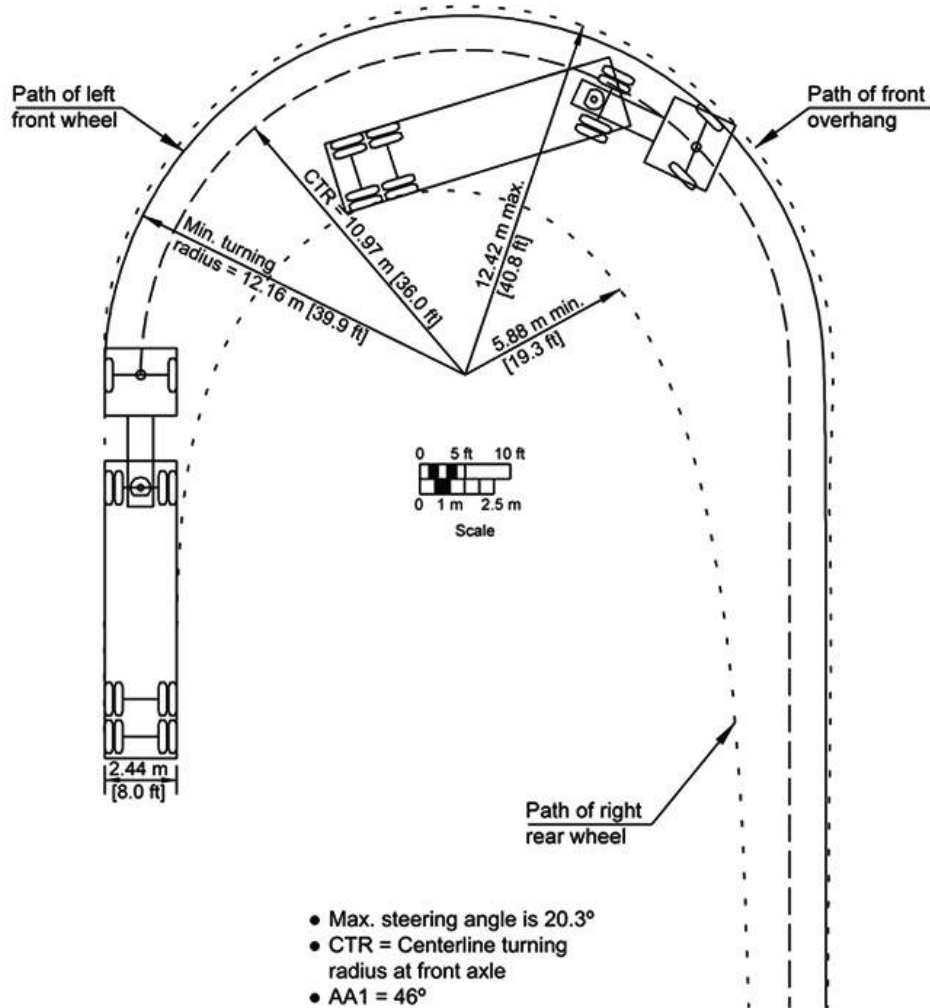 Path of left
front wheel
Path of front
overhang
CTR = 10.97 m [36.0 ft]
Min. turning
radius = 12.16 m [39.9 ft]
12.42 m max.
[40.8 ft]
5.88 m min.
[19.3 ft]
0 5 ft 10 ft
0 1 m 2.5 m
Scale
2.44 m
[8.0 ft]
Path of right
rear wheel
• Max. steering angle is 20.3º
• CTR = Centerline turning
radius at front axle
• AA1 = 46º